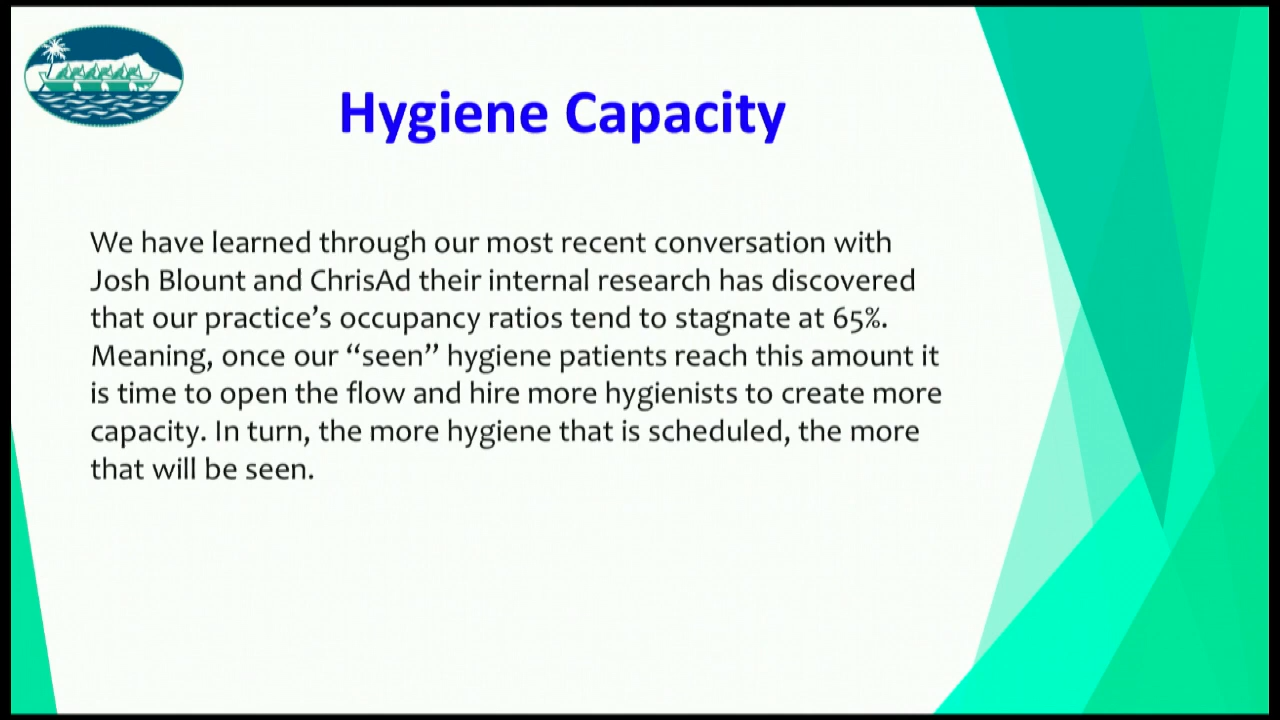 Hygiene Capacity
We have learned through our most recent conversation with
Josh Blount and ChrisAd their internal research has discovered
that our practice’s occupancy ratios tend to stagnate at 65%.
Meaning, once our “seen” hygiene patients reach this amount it
is time to open the flow and hire more hygienists to create more
capacity. In turn, the more hygiene that is scheduled, the more
that will be seen.